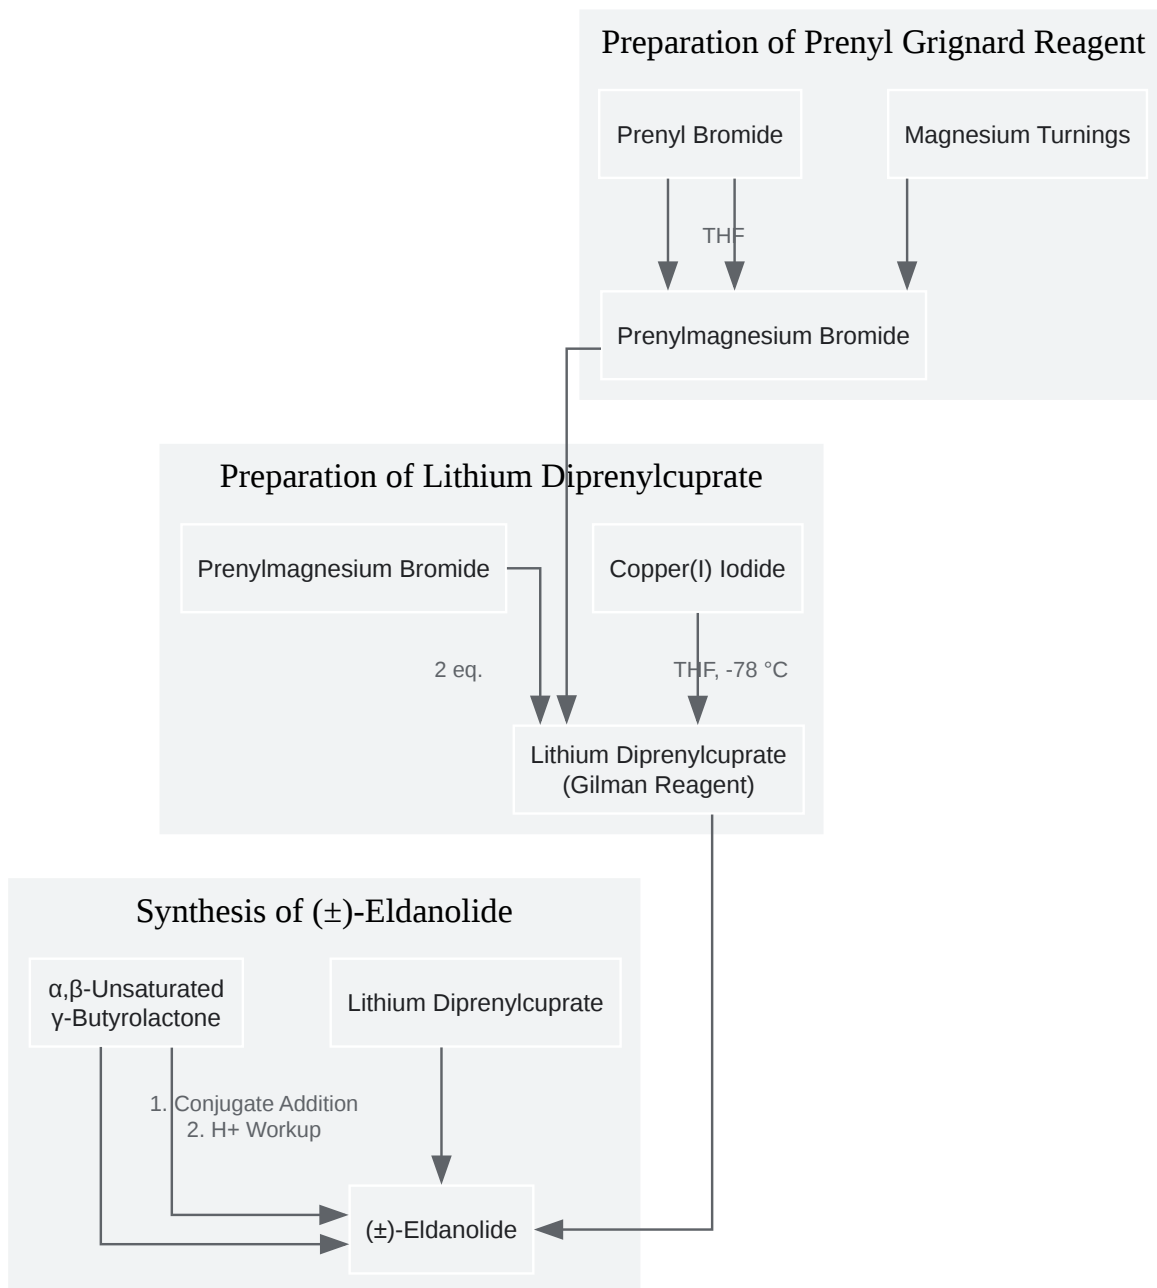 Preparation of Prenyl Grignard Reagent
Prenyl Bromide
Magnesium Turnings
THF
Prenylmagnesium Bromide
Preparation of Lithium Diprenylcuprate
Prenylmagnesium Bromide
Copper(I) Iodide
2 eq.
THF, -78 °C
Lithium Diprenylcuprate
(Gilman Reagent)
Synthesis of (±)-Eldanolide
α,β-Unsaturated
γ-Butyrolactone
Lithium Diprenylcuprate
1. Conjugate Addition
2. H+ Workup
(±)-Eldanolide